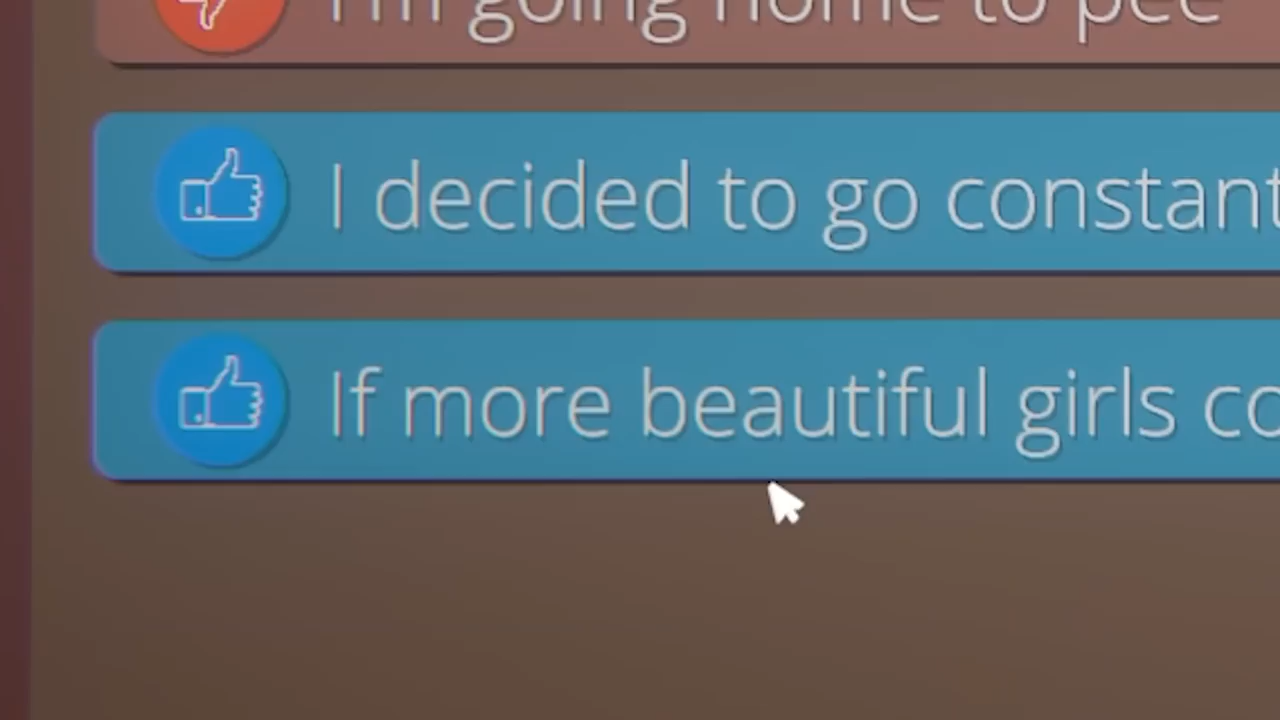 I'm going home to pee
I decided to go constant
If more beautiful girls co